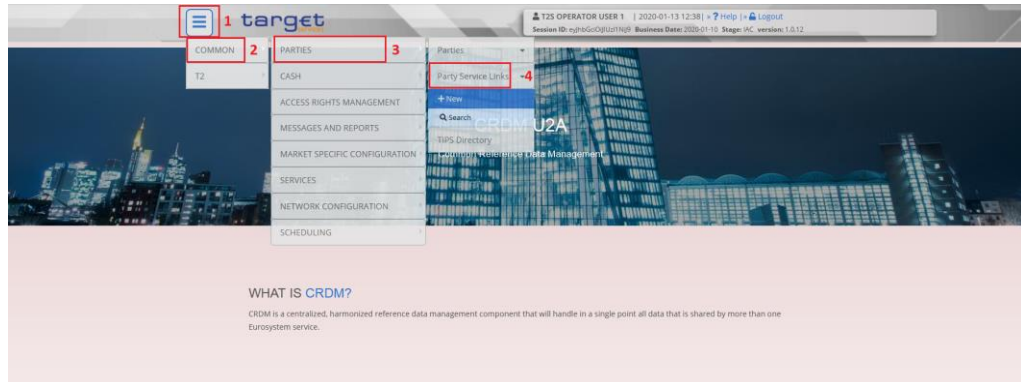 1 target
T2S OPERATOR USER 1 | 2020-01-13 12:38| » ? Help |» Logout
Business Date: 2020-01-10 Stage: IAC version: 1.0.12
COMMON 2
PARTIES 3
Parties
T2
CASH
Party Service Links 4
ACCESS RIGHTS MANAGEMENT
+ New
MESSAGES AND REPORTS
Search
CRDM U2A
TIPS Directory
MARKET SPECIFIC CONFIGURATION
Common Reference Data Management
SERVICES
NETWORK CONFIGURATION
SCHEDULING
WHAT IS CRDM?
CRDM is a centralized, harmonized reference data management component that will handle in a single point all data that is shared by more than one
Eurosystem service.